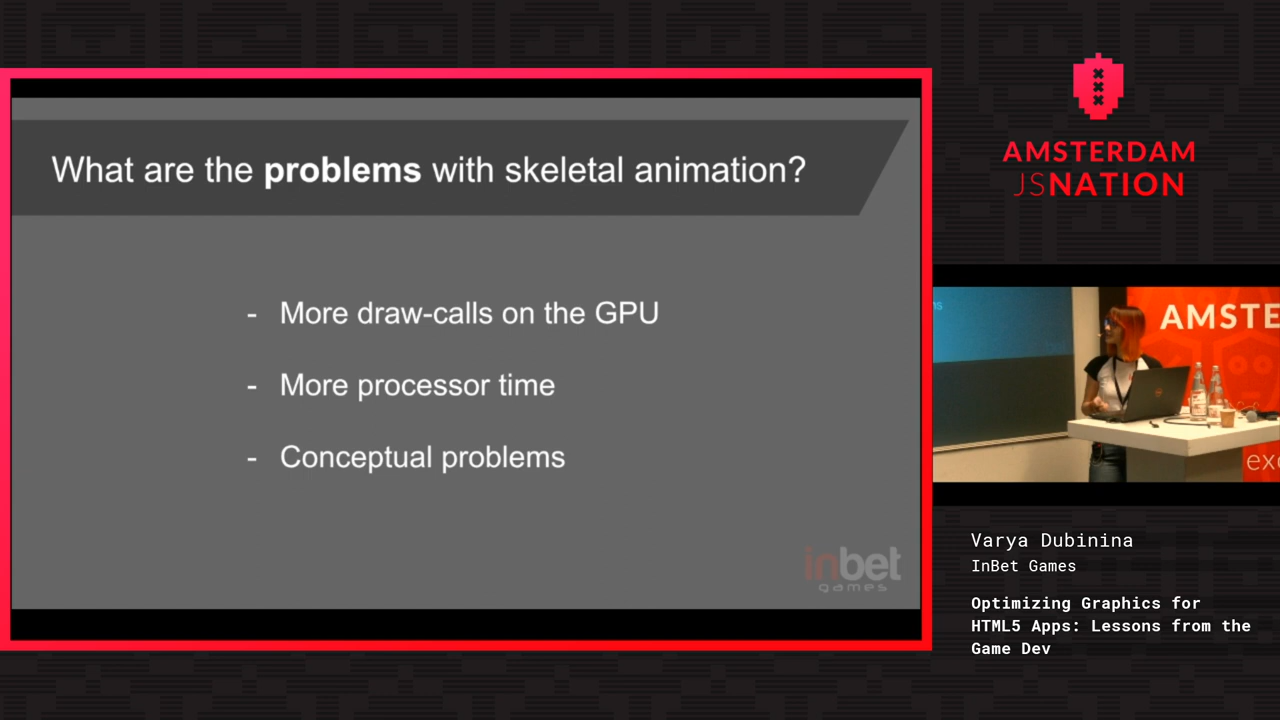 What are the problems with skeletal animation?
- More draw-calls on the GPU
- More processor time
- Conceptual problems
inbet
games
AMSTERDAM
JSNATION
AMSTE
exc
Varya Dubinina
InBet Games
Optimizing Graphics for
HTML5 Apps: Lessons from the
Game Dev